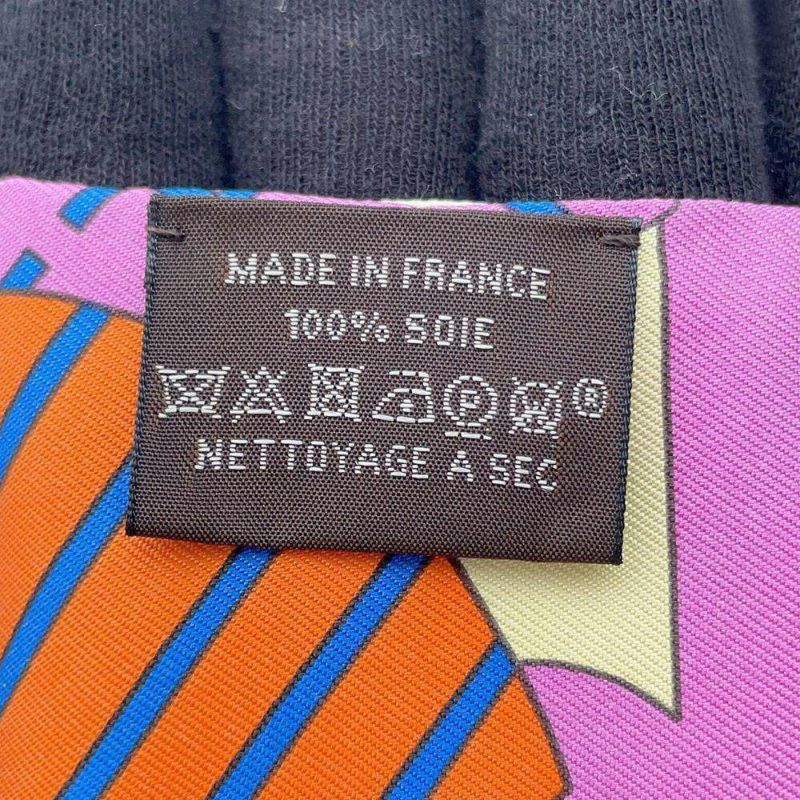 MADE IN FRANCE
100% SOIE
P ®
NETTOYAGE A SEC